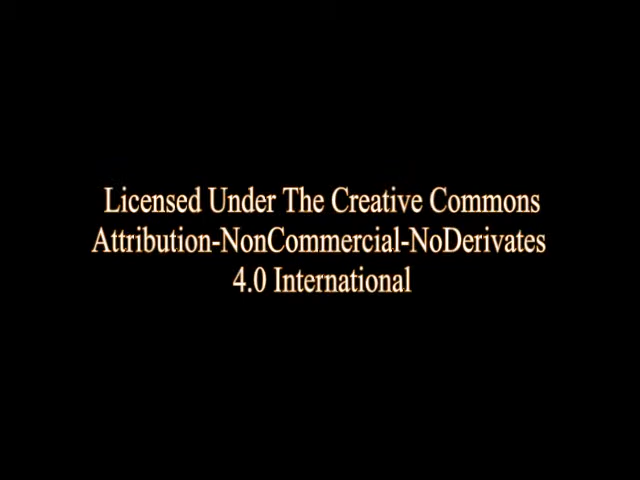 Licensed Under The Creative Commons
Attribution-NonCommercial-NoDerivates
4.0 International